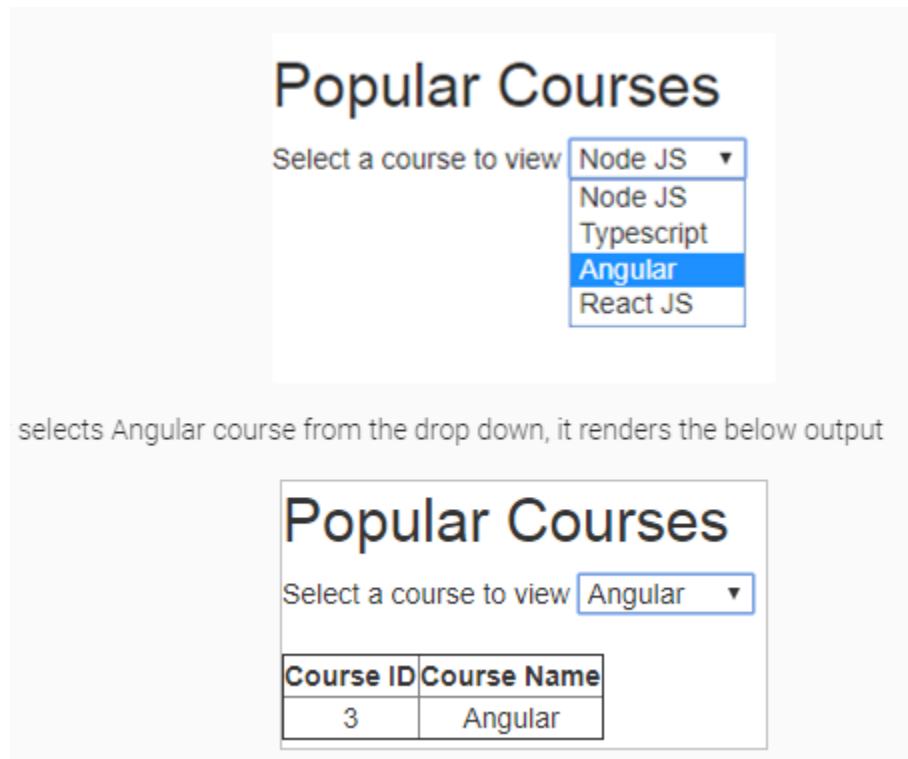 Popular Courses
Select a course to view Node JS
Node JS
Typescript
Angular
React JS
selects Angular course from the drop down, it renders the below output
Popular Courses
Select a course to view Angular
Course ID Course Name
3 Angular